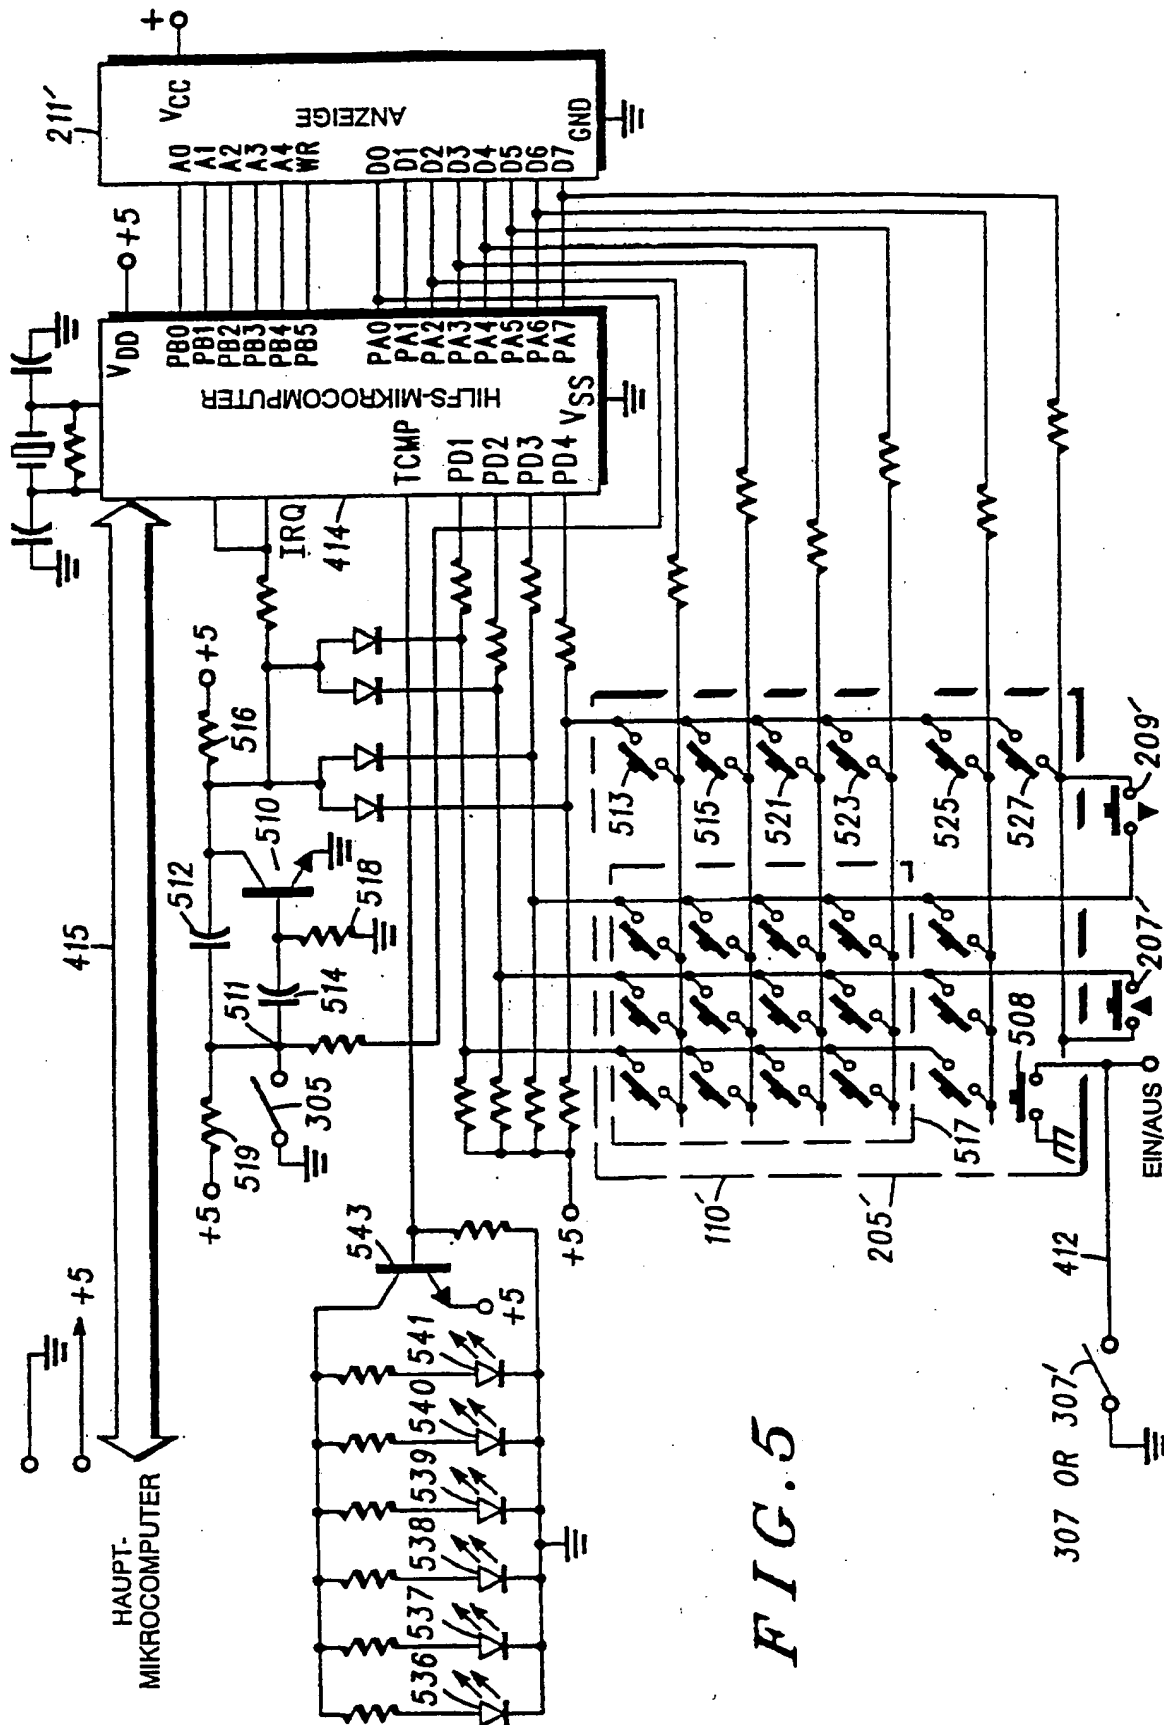 HAUPT-
MIKROCOMPUTER
415
+5
+5
519
305
511
514
512
518
510
516
+5
IRQ
414
TCMP
PD1
PD2
PD3
PD4
VDD
+5
PB0
PB1
PB2
PB3
PB4
PB5
PA0
PA1
PA2
PA3
PA4
PA5
PA6
PA7
VSS
HILFS-MIKROCOMPUTER
211'
+
VCC
A0
A1
A2
A3
A4
WR
D0
D1
D2
D3
D4
D5
D6
D7
GND
ANZEIGE
536
537
538
539
540
541
543
+5
+5
110'
205'
517
513
515
521
523
525
527
508
207'
209'
EIN/AUS
412
307 OR 307'
FIG.5